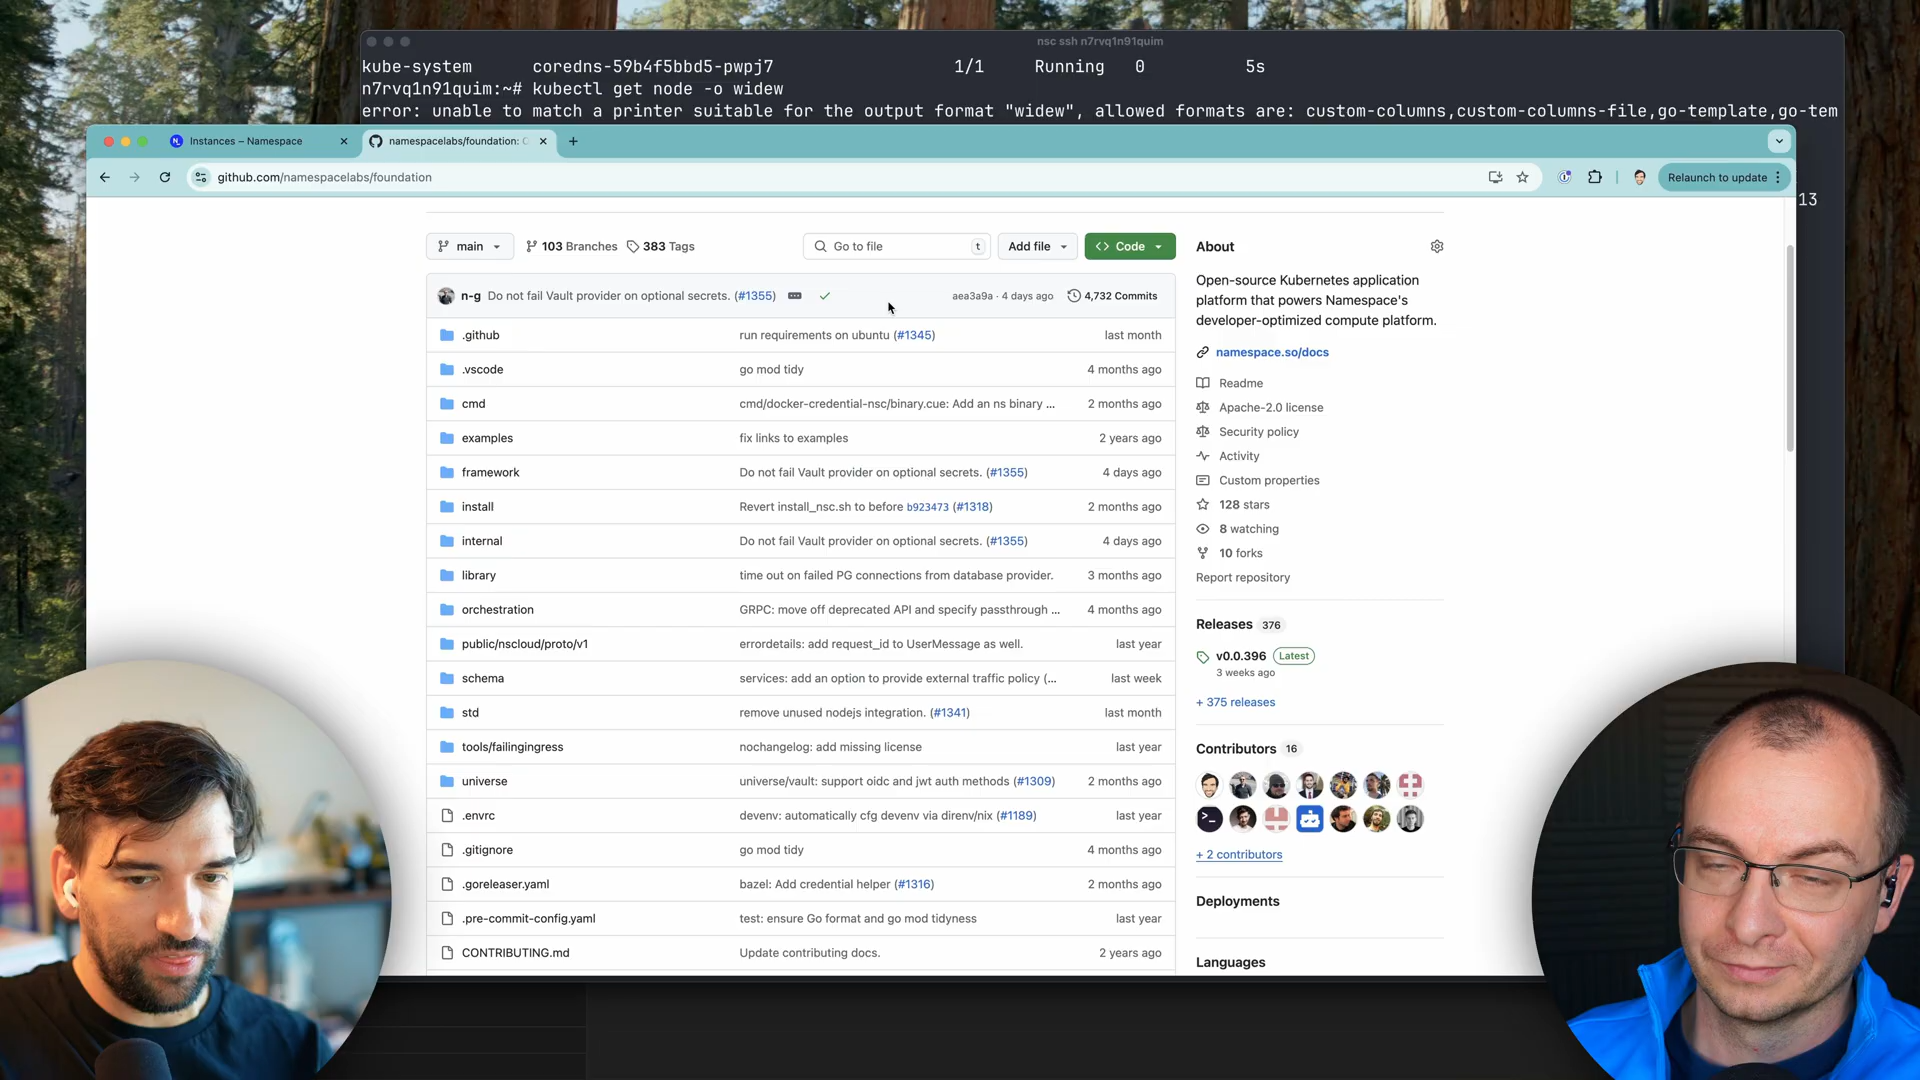 nsc ssh n7rvq1n91quim
kube-system coredns-59b4f5bbd5-pwpj7 1/1 Running 0 5s
n7rvq1n91quim:~# kubectl get node -o widew
error: unable to match a printer suitable for the output format "widew", allowed formats are: custom-columns,custom-columns-file,go-template,go-tem
13
Instances – Namespace
namespacelabs/foundation:
github.com/namespacelabs/foundation
Relaunch to update
main
103 Branches
383 Tags
Go to file
t
Add file
Code
n-g Do not fail Vault provider on optional secrets. (#1355)
aea3a9a · 4 days ago
4,732 Commits
.github run requirements on ubuntu (#1345) last month
.vscode go mod tidy 4 months ago
cmd cmd/docker-credential-nsc/binary.cue: Add an ns binary ... 2 months ago
examples fix links to examples 2 years ago
framework Do not fail Vault provider on optional secrets. (#1355) 4 days ago
install Revert install_nsc.sh to before b923473 (#1318) 2 months ago
internal Do not fail Vault provider on optional secrets. (#1355) 4 days ago
library time out on failed PG connections from database provider. 3 months ago
orchestration GRPC: move off deprecated API and specify passthrough ... 4 months ago
public/nscloud/proto/v1 errordetails: add request_id to UserMessage as well. last year
schema services: add an option to provide external traffic policy (... last week
std remove unused nodejs integration. (#1341) last month
tools/failingingress nochangelog: add missing license last year
universe universe/vault: support oidc and jwt auth methods (#1309) 2 months ago
.envrc devenv: automatically cfg devenv via direnv/nix (#1189) last year
.gitignore go mod tidy 4 months ago
.goreleaser.yaml bazel: Add credential helper (#1316) 2 months ago
.pre-commit-config.yaml test: ensure Go format and go mod tidyness last year
CONTRIBUTING.md Update contributing docs. 2 years ago
About
Open-source Kubernetes application
platform that powers Namespace's
developer-optimized compute platform.
namespace.so/docs
Readme
Apache-2.0 license
Security policy
Activity
Custom properties
128 stars
8 watching
10 forks
Report repository
Releases 376
v0.0.396 Latest
3 weeks ago
+ 375 releases
Contributors 16
+ 2 contributors
Deployments
Languages